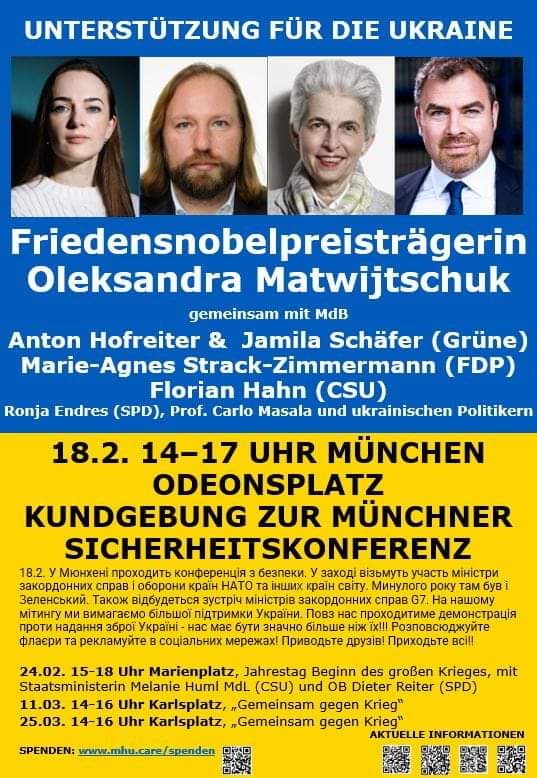 UNTERSTÜTZUNG FÜR DIE UKRAINE
Friedensnobelpreisträgerin
Oleksandra Matwijtschuk
gemeinsam mit MdB
Anton Hofreiter & Jamila Schäfer (Grüne)
Marie-Agnes Strack-Zimmermann (FDP)
Florian Hahn (CSU)
Ronja Endres (SPD), Prof. Carlo Masala und ukrainischen Politikern
18.2. 14–17 UHR MÜNCHEN
ODEONSPLATZ
KUNDGEBUNG ZUR MÜNCHNER
SICHERHEITSKONFERENZ
18.2. У Мюнхені проходить конференція з безпеки. У заході візьмуть участь міністри
закордонних справ і оборони країн НАТО та інших країн світу. Минулого року там був і
Зеленський. Також відбудеться зустріч міністрів закордонних справ G7. На нашому
мітингу ми вимагаємо більшої підтримки України. Повз нас проходитиме демонстрація
проти надання зброї Україні - нас має бути значно більше ніж їх!!! Розповсюджуйте
флаєри та рекламуйте в соціальних мережах! Приводьте друзів! Приходьте всі!!
24.02. 15-18 Uhr Marienplatz, Jahrestag Beginn des großen Krieges, mit
Staatsministerin Melanie Huml MdL (CSU) und OB Dieter Reiter (SPD)
11.03. 14-16 Uhr Karlsplatz, „Gemeinsam gegen Krieg“
25.03. 14-16 Uhr Karlsplatz, „Gemeinsam gegen Krieg“
AKTUELLE INFORMATIONEN
SPENDEN: www.mhu.care/spenden